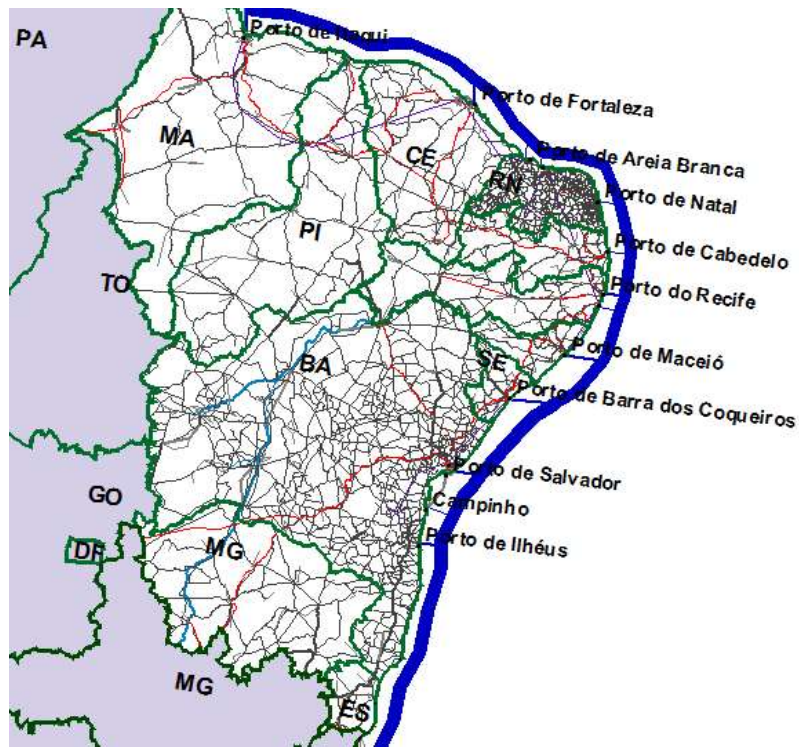 PA
Porto de Itaqui
Porto de Fortaleza
MA
CE
Porto de Areia Branca
RN
Porto de Natal
PI
Porto de Cabedelo
TO
Porto do Recife
SE
Porto de Maceió
BA
Porto de Barra dos Coqueiros
Porto de Salvador
GO
Campinho
MG
DF
Porto de Ilhéus
MG
ES